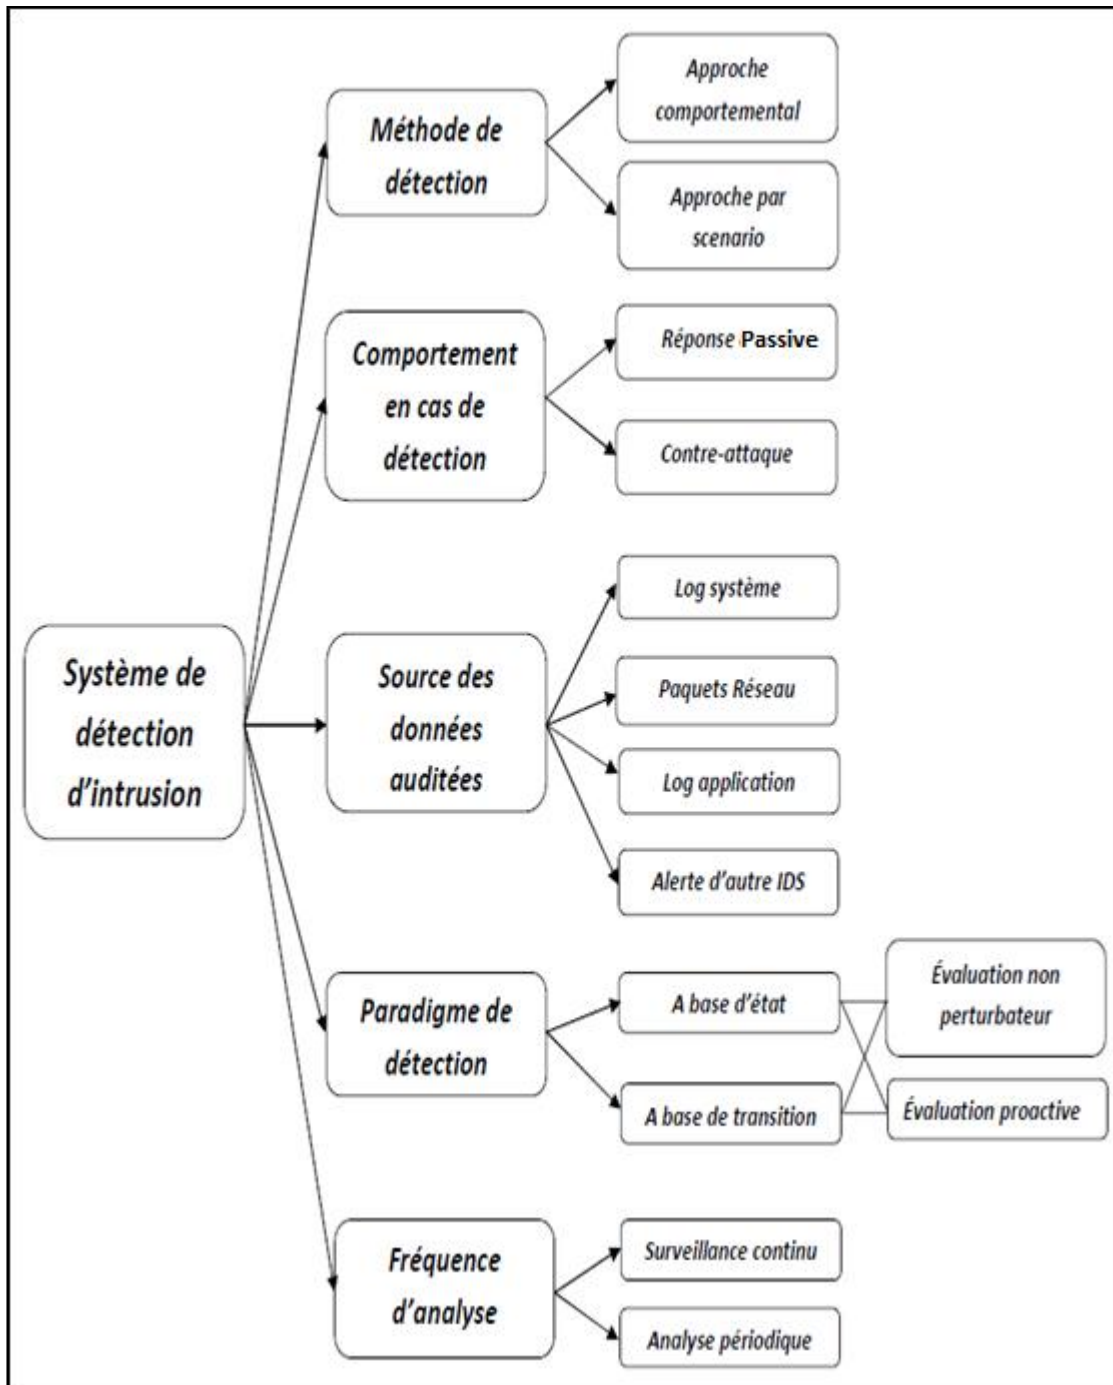 Système de
détection
d'intrusion
Méthode de
détection
Approche
comportemental
Approche par
scenario
Comportement
en cas de
détection
Réponse Passive
Contre-attaque
Source des
données
auditées
Log système
Paquets Réseau
Log application
Alerte d'autre IDS
Paradigme de
détection
A base d'état
A base de transition
Évaluation non
perturbateur
Évaluation proactive
Fréquence
d'analyse
Surveillance continu
Analyse périodique